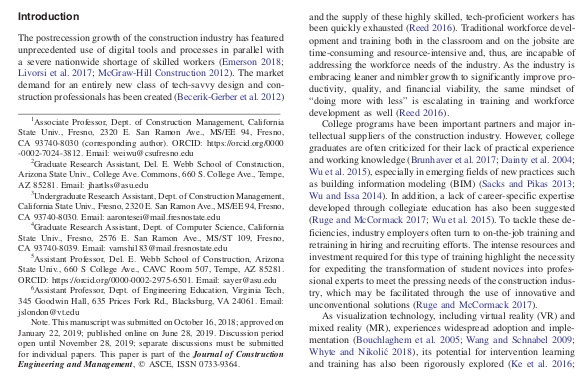 Introduction
The postrecession growth of the construction industry has featured
unprecedented use of digital tools and processes in parallel with
a severe nationwide shortage of skilled workers (Emerson 2018;
Livorsi et al. 2017; McGraw-Hill Construction 2012). The market
demand for an entirely new class of tech-savvy design and con-
struction professionals has been created (Becerik-Gerber et al. 2012)
1Associate Professor, Dept. of Construction Management, California
State Univ., Fresno, 2320 E. San Ramon Ave., MS/EE 94, Fresno,
CA 93740-8030 (corresponding author). ORCID: https://orcid.org/0000
-0002-7024-3812. Email: weiwu@csufresno.edu
2Graduate Research Assistant, Del. E. Webb School of Construction,
Arizona State Univ., College Ave. Commons, 660 S. College Ave., Tempe,
AZ 85281. Email: jhartlss@asu.edu
3Undergraduate Research Assistant, Dept. of Construction Management,
California State Univ., Fresno, 2320 E. San Ramon Ave., MS/EE 94, Fresno,
CA 93740-8030. Email: aarontesei@mail.fresnostate.edu
4Graduate Research Assistant, Dept. of Computer Science, California
State Univ., Fresno, 2576 E. San Ramon Ave., MS/ST 109, Fresno,
CA 93740-8039. Email: vamshi183@mail.fresnostate.edu
5Assistant Professor, Del. E. Webb School of Construction, Arizona
State Univ., 660 S College Ave., CAVC Room 507, Tempe, AZ 85281.
ORCID: https://orcid.org/0000-0002-2975-6501. Email: sayer@asu.edu
6Assistant Professor, Dept. of Engineering Education, Virginia Tech,
345 Goodwin Hall, 635 Prices Fork Rd., Blacksburg, VA 24061. Email:
jslondon@vt.edu
Note. This manuscript was submitted on October 16, 2018; approved on
January 22, 2019; published online on June 28, 2019. Discussion period
open until November 28, 2019; separate discussions must be submitted
for individual papers. This paper is part of the Journal of Construction
Engineering and Management, © ASCE, ISSN 0733-9364.
and the supply of these highly skilled, tech-proficient workers has
been quickly exhausted (Reed 2016). Traditional workforce devel-
opment and training both in the classroom and on the jobsite are
time-consuming and resource-intensive and, thus, are incapable of
addressing the workforce needs of the industry. As the industry is
embracing leaner and nimbler growth to significantly improve pro-
ductivity, quality, and financial viability, the same mindset of
“doing more with less” is escalating in training and workforce
development as well (Reed 2016).
College programs have been important partners and major in-
tellectual suppliers of the construction industry. However, college
graduates are often criticized for their lack of practical experience
and working knowledge (Brunhaver et al. 2017; Dainty et al. 2004;
Wu et al. 2015), especially in emerging fields of new practices such
as building information modeling (BIM) (Sacks and Pikas 2013;
Wu and Issa 2014). In addition, a lack of career-specific expertise
developed through collegiate education has also been suggested
(Ruge and McCormack 2017; Wu et al. 2015). To tackle these de-
ficiencies, industry employers often turn to on-the-job training and
retraining in hiring and recruiting efforts. The intense resources and
investment required for this type of training highlight the necessity
for expediting the transformation of student novices into profes-
sional experts to meet the pressing needs of the construction indus-
try, which may be facilitated through the use of innovative and
unconventional solutions (Ruge and McCormack 2017).
As visualization technology, including virtual reality (VR) and
mixed reality (MR), experiences widespread adoption and imple-
mentation (Bouchlaghem et al. 2005; Wang and Schnabel 2009;
Whyte and Nikolić 2018), its potential for intervention learning
and training has also been rigorously explored (Ke et al. 2016;